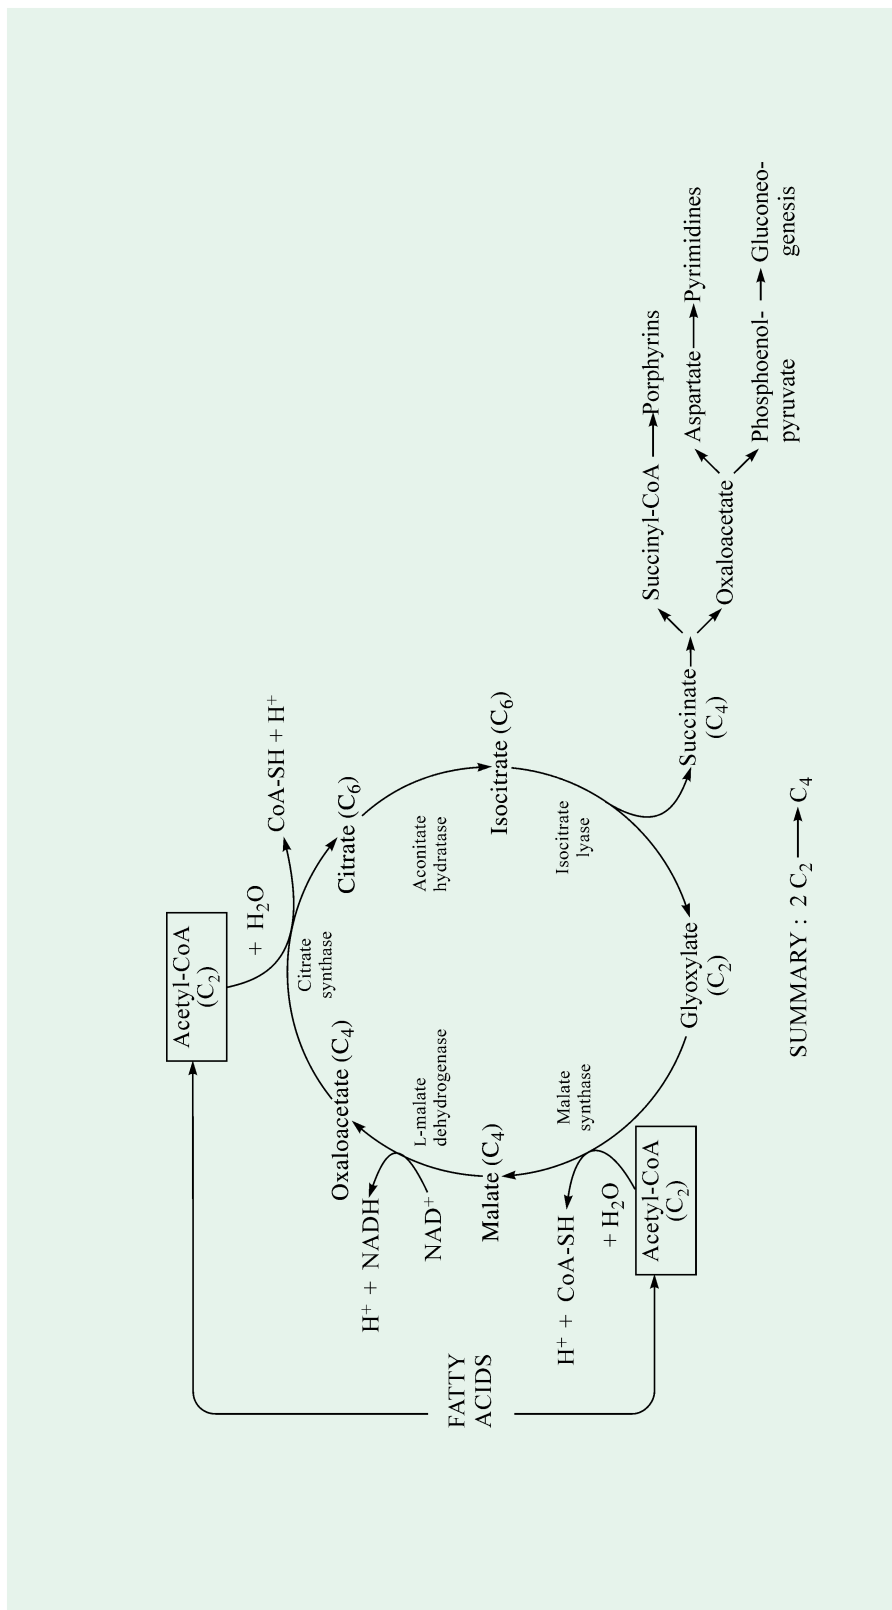 FATTY
ACIDS
Acetyl-CoA
(C₂)
+ H₂O
CoA-SH + H⁺
Citrate
synthase
Oxaloacetate (C₄)
Citrate (C₆)
H⁺ + NADH
NAD⁺
L-malate
dehydrogenase
Aconitate
hydratase
Malate (C₄)
Isocitrate (C₆)
H⁺ + CoA-SH
+ H₂O
Malate
synthase
Isocitrate
lyase
Acetyl-CoA
(C₂)
Glyoxylate
(C₂)
Succinate
(C₄)
Succinyl-CoA
Porphyrins
Oxaloacetate
Aspartate
Pyrimidines
Phosphoenol-
pyruvate
Gluconeo-
genesis
SUMMARY : 2 C₂ → C₄